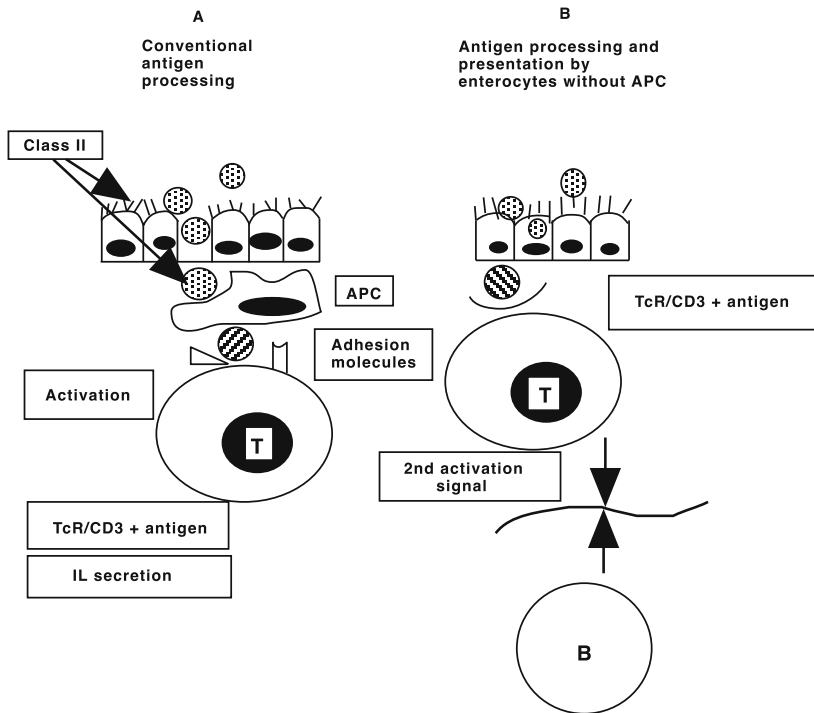 A
Conventional
antigen
processing
Class II
APC
Adhesion
molecules
Activation
T
TcR/CD3 + antigen
IL secretion
B
Antigen processing and
presentation by
enterocytes without APC
TcR/CD3 + antigen
T
2nd activation
signal
B